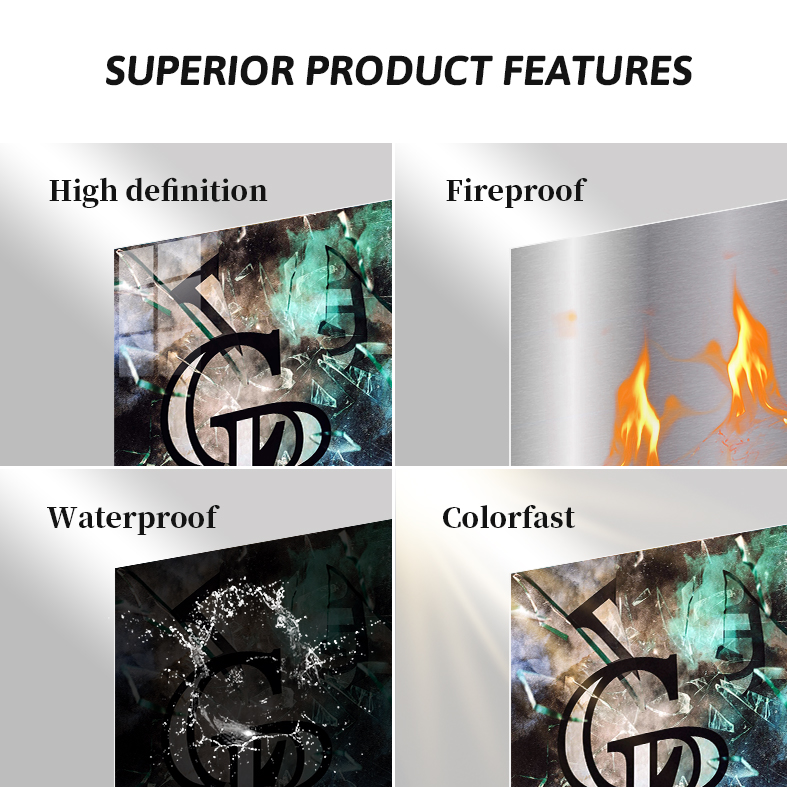 SUPERIOR PRODUCT FEATURES
High definition
Fireproof
Waterproof
Colorfast